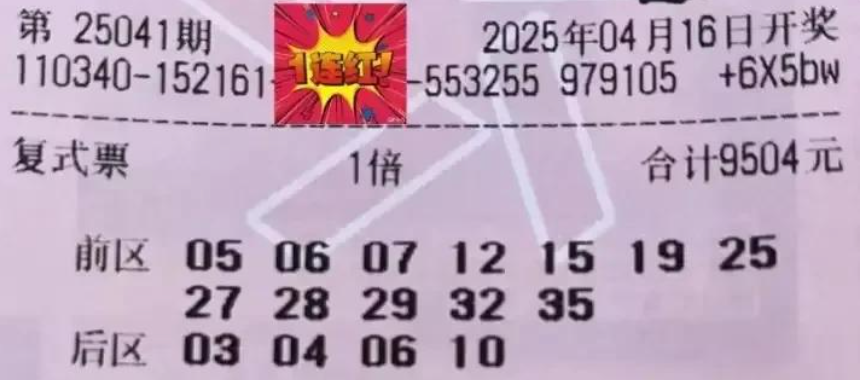 第 25041期 2025年04月16日开奖
110340-152161- 1连红! -553255 979105 +6X5bw
复式票 1倍 合计9504元
前区 05 06 07 12 15 19 25
27 28 29 32 35
后区 03 04 06 10